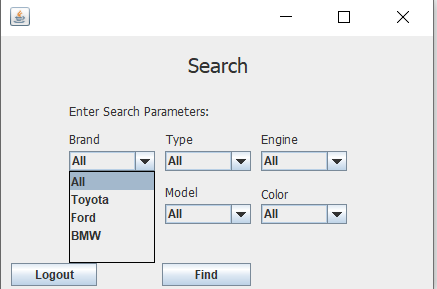 Search
Enter Search Parameters:
Brand Type Engine
All All All
All
Toyota
Ford
BMW
Model Color
All All
Logout Find